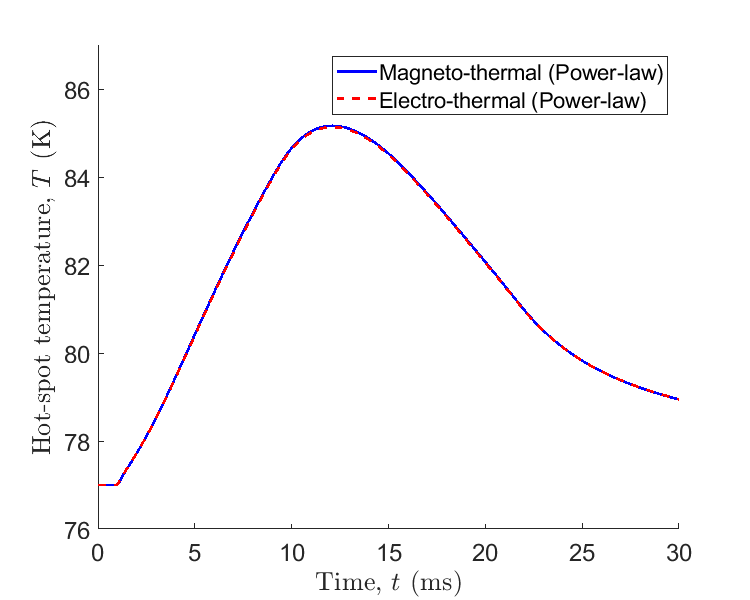 Magneto-thermal (Power-law)
Electro-thermal (Power-law)
Hot-spot temperature, T (K)
86
84
82
80
78
76
0 5 10 15 20 25 30
Time, t (ms)